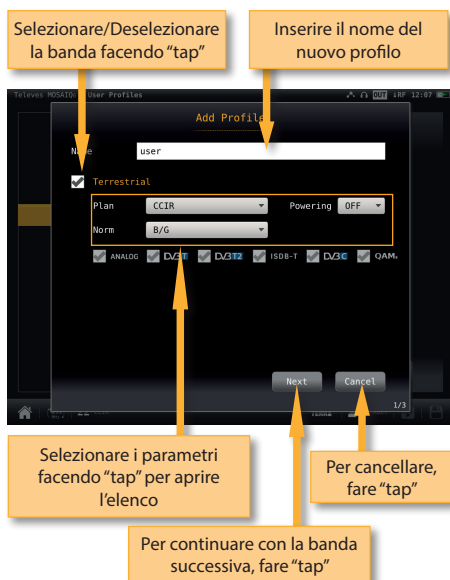 Selezionare/Deselezionare
la banda facendo “tap”
Inserire il nome del
nuovo profilo
Televes MOSAIQ6 User Profiles
OUT IRF 12:07
Add Profile
Name
user
Terrestrial
Plan
CCIR
Powering
OFF
Norm
B/G
ANALOG
DVB T
DVB T2
ISDB-T
DVB C
QAM
Next
Cancel
1/3
Selezionare i parametri
facendo “tap” per aprire
l’elenco
Per cancellare,
fare “tap”
Per continuare con la banda
successiva, fare “tap”